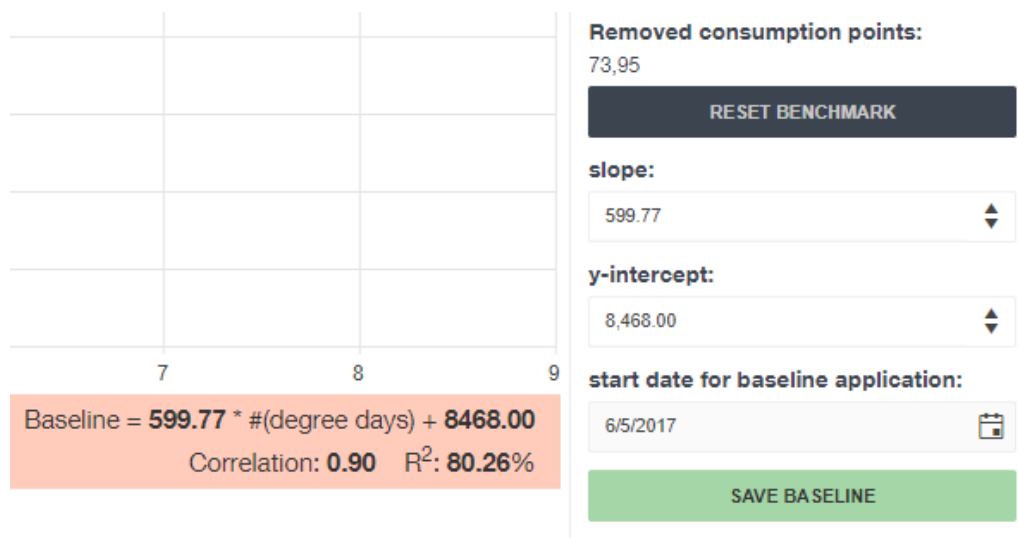 Removed consumption points:
73,95
RESET BENCHMARK
slope:
599.77
y-intercept:
8,468.00
start date for baseline application:
6/5/2017
SAVE BASELINE
7 8 9
Baseline = 599.77 * #(degree days) + 8468.00
Correlation: 0.90 R²: 80.26%